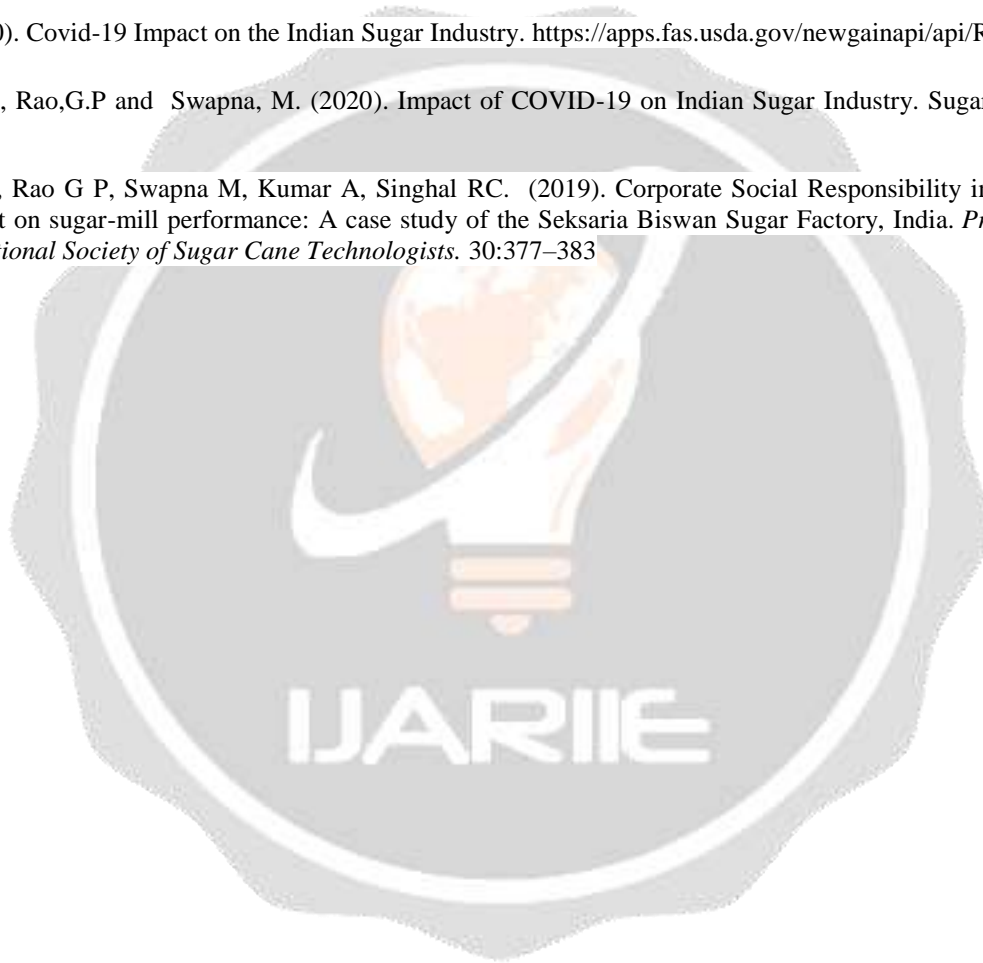 0). Covid-19 Impact on the Indian Sugar Industry. https://apps.fas.usda.gov/newgainapi/api/R
, Rao,G.P and Swapna, M. (2020). Impact of COVID-19 on Indian Sugar Industry. Sugar
, Rao G P, Swapna M, Kumar A, Singhal RC. (2019). Corporate Social Responsibility in
t on sugar-mill performance: A case study of the Seksaria Biswan Sugar Factory, India. Pr
tional Society of Sugar Cane Technologists. 30:377–383
IJARIIE